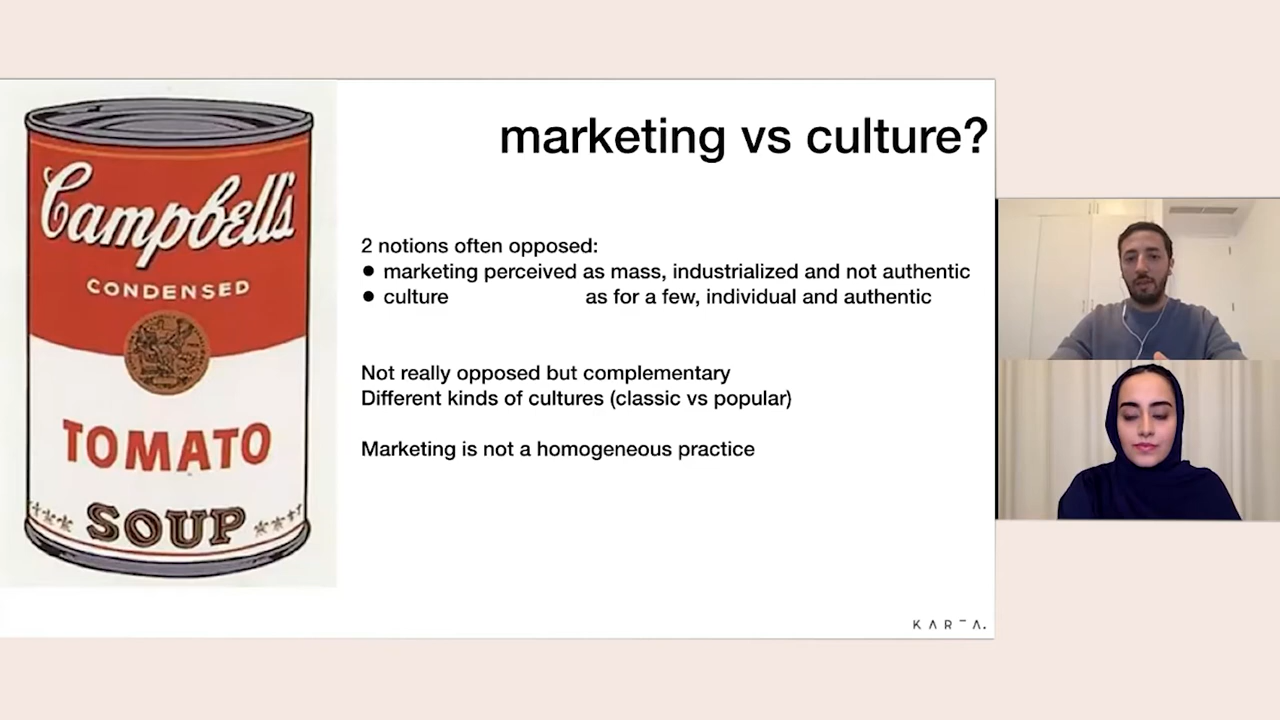 Campbell's
CONDENSED
TOMATO
SOUP
marketing vs culture?
2 notions often opposed:
● marketing perceived as mass, industrialized and not authentic
● culture as for a few, individual and authentic
Not really opposed but complementary
Different kinds of cultures (classic vs popular)
Marketing is not a homogeneous practice
KARTA.